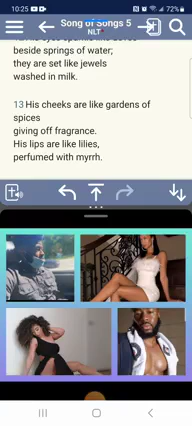 10:25
21%
Song of Songs 5
NLT
beside springs of water;
they are set like jewels
washed in milk.
13 His cheeks are like gardens of
spices
giving off fragrance.
His lips are like lilies,
perfumed with myrrh.